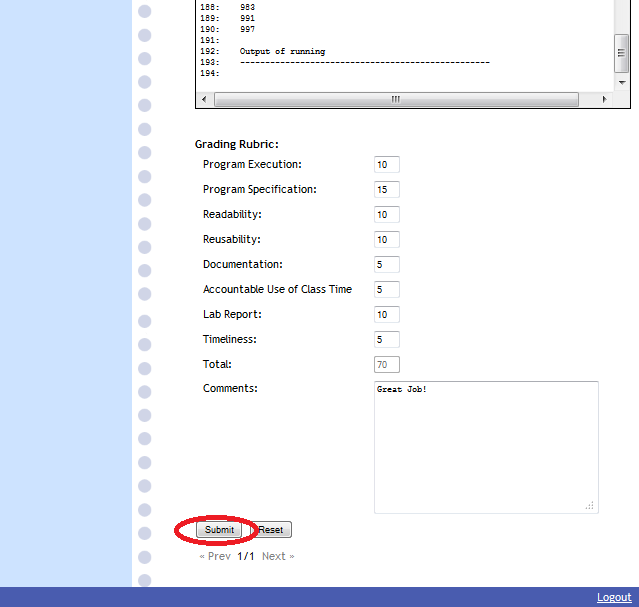 188: 983
189: 991
190: 997
191:
192: Output of running
193: --------------------------------------------------
194:
Grading Rubric:
Program Execution: 10
Program Specification: 15
Readability: 10
Reusability: 10
Documentation: 5
Accountable Use of Class Time 5
Lab Report: 10
Timeliness: 5
Total: 70
Comments: Great Job!
Submit Reset
« Prev 1/1 Next »
Logout